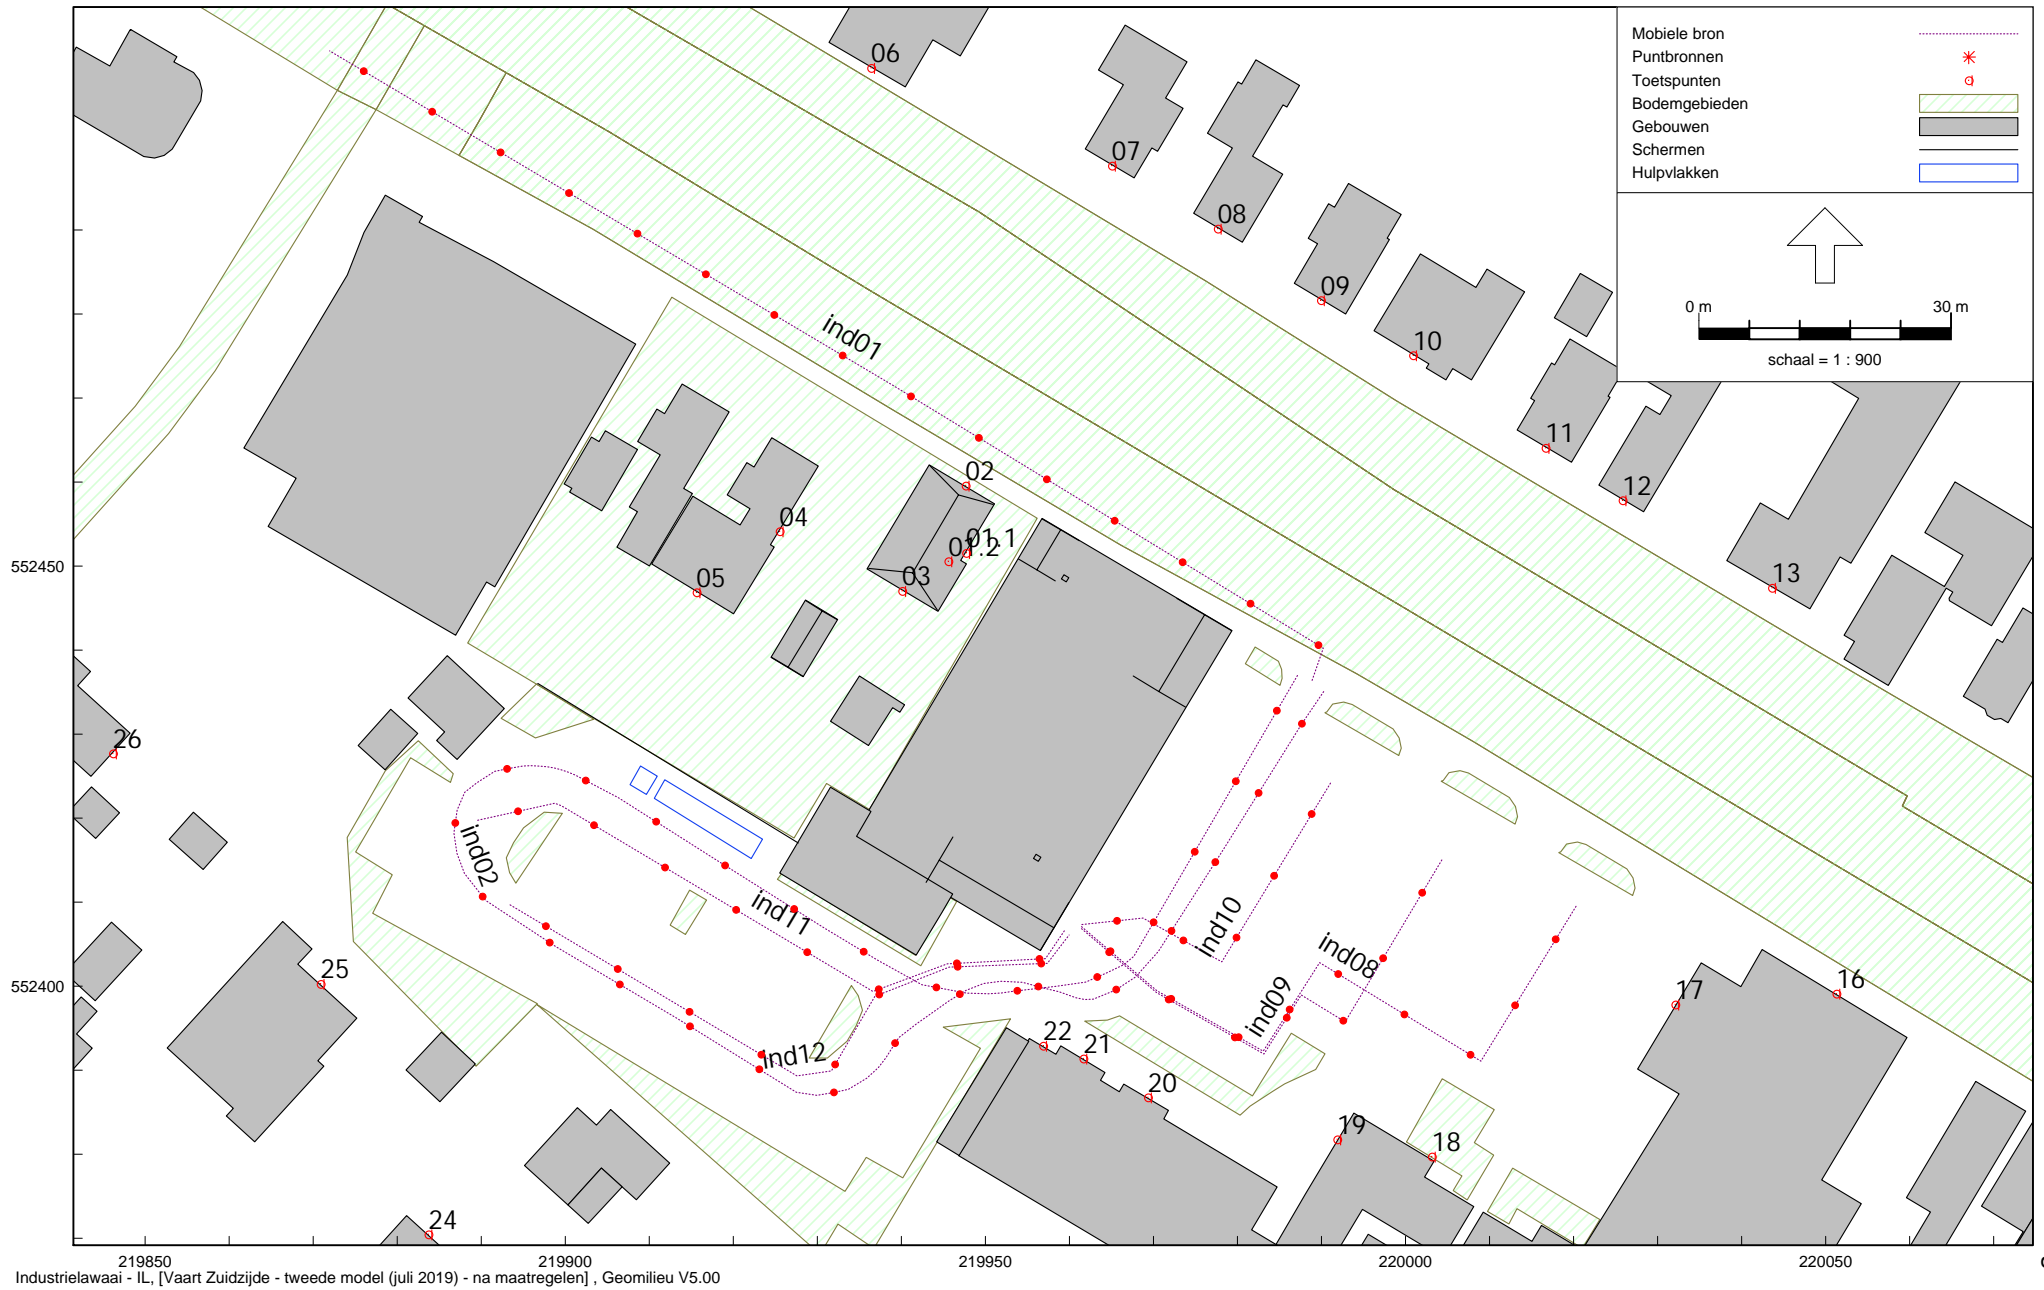 Mobiele bron
Puntbronnen
Toetspunten
Bodemgebieden
Gebouwen
Schermen
Hulpvlakken
0 m
30 m
schaal = 1 : 900
06
07
08
09
10
11
12
13
ind01
02
01.1
01.2
03
04
05
26
ind02
ind11
ind12
ind10
ind08
ind09
25
24
22
21
20
19
18
17
16
552450
552400
219850
219900
219950
220000
220050
Industrielawaai - IL, [Vaart Zuidzijde - tweede model (juli 2019) - na maatregelen] , Geomilieu V5.00